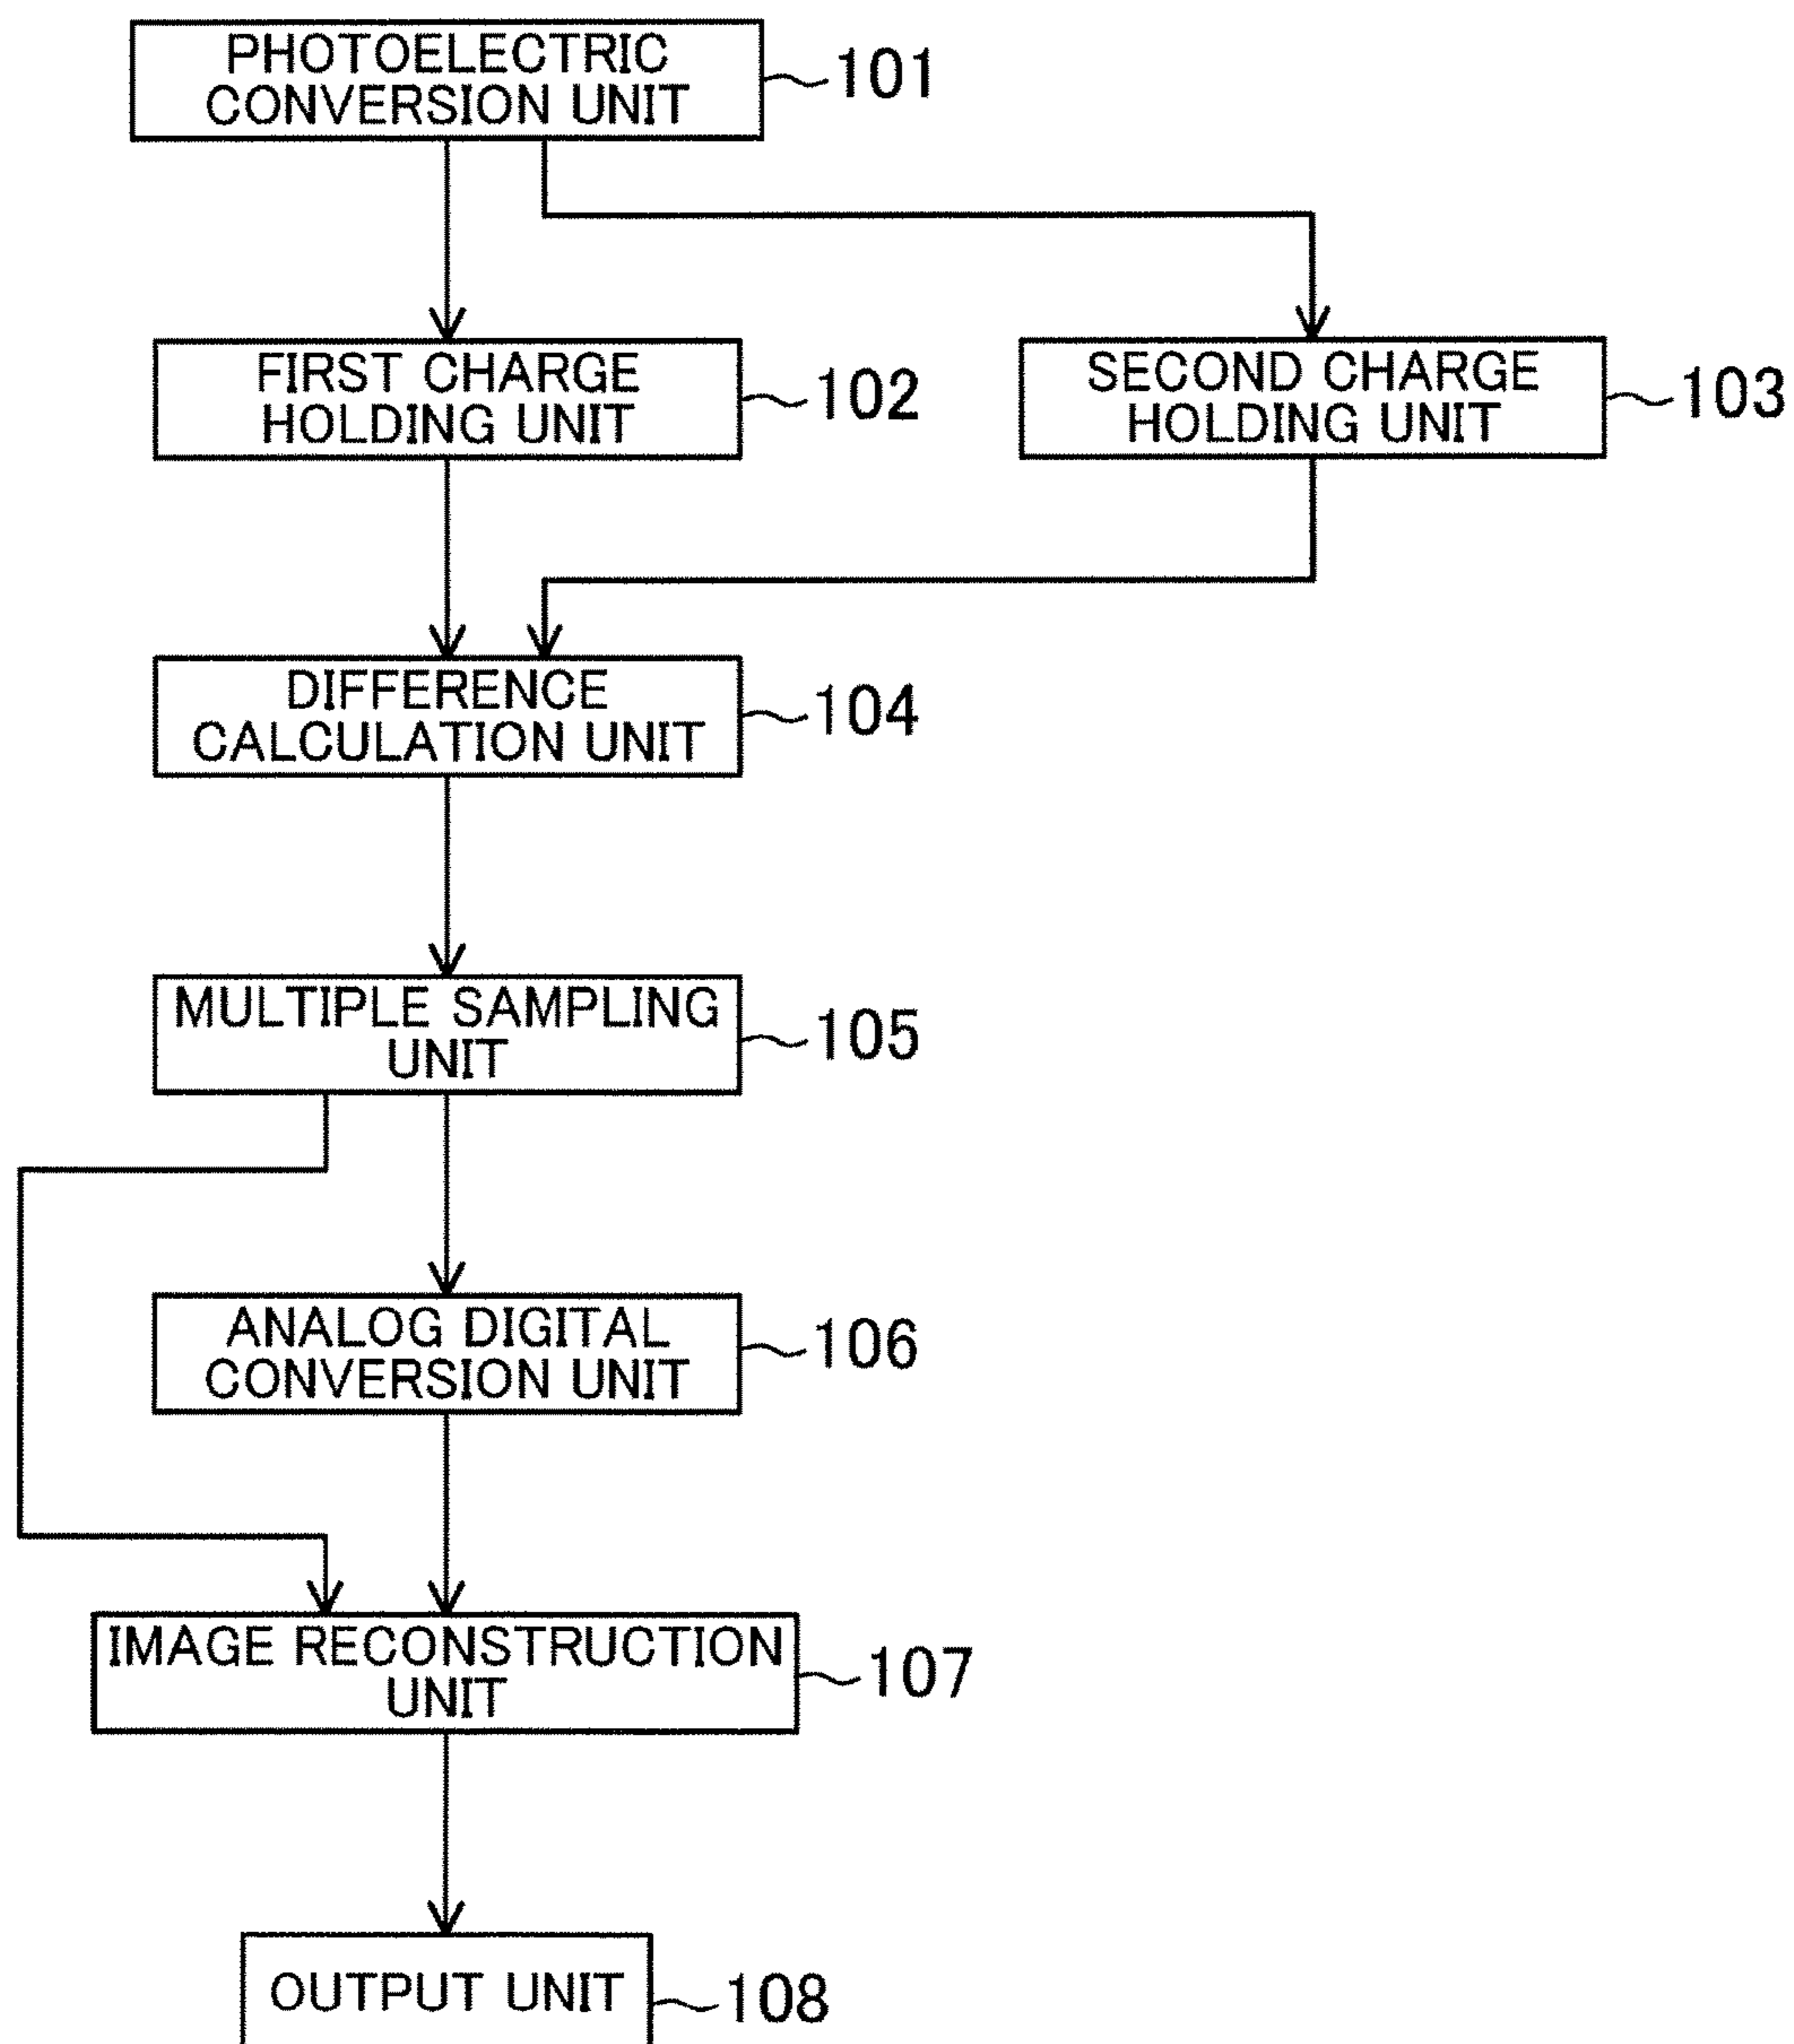 PHOTOELECTRIC
CONVERSION UNIT
101
FIRST CHARGE
HOLDING UNIT
102
SECOND CHARGE
HOLDING UNIT
103
DIFFERENCE
CALCULATION UNIT
104
MULTIPLE SAMPLING
UNIT
105
ANALOG DIGITAL
CONVERSION UNIT
106
IMAGE RECONSTRUCTION
UNIT
107
OUTPUT UNIT
108